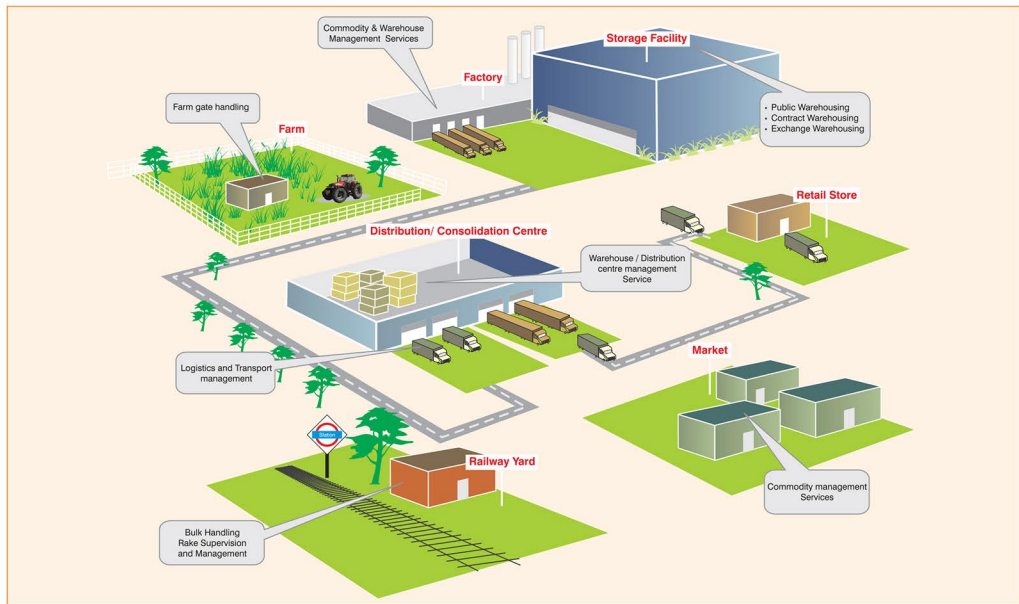 Commodity & Warehouse
Management Services
Storage Facility
Factory
Farm gate handling
Farm
• Public Warehousing
• Contract Warehousing
• Exchange Warehousing
Retail Store
Distribution/ Consolidation Centre
Warehouse / Distribution
centre management
Service
Logistics and Transport
management
Market
Station
Railway Yard
Commodity management
Services
Bulk Handling
Rake Supervision
and Management